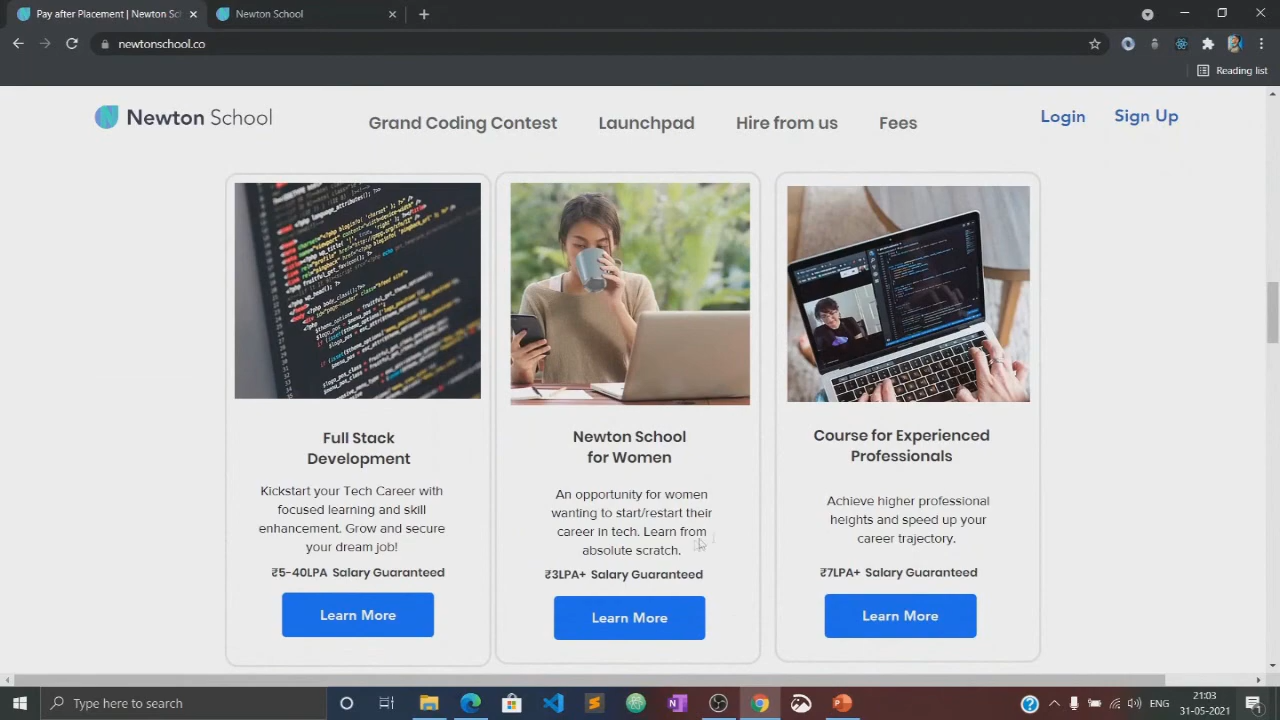 Pay after Placement | Newton Sc
Newton School
newtonschool.co
Reading list
Newton School
Grand Coding Contest
Launchpad
Hire from us
Fees
Login
Sign Up
Full Stack
Development
Kickstart your Tech Career with
focused learning and skill
enhancement. Grow and secure
your dream job!
₹5-40LPA Salary Guaranteed
Learn More
Newton School
for Women
An opportunity for women
wanting to start/restart their
career in tech. Learn from
absolute scratch.
₹3LPA+ Salary Guaranteed
Learn More
Course for Experienced
Professionals
Achieve higher professional
heights and speed up your
career trajectory.
₹7LPA+ Salary Guaranteed
Learn More
Type here to search
ENG
21:03
31-05-2021